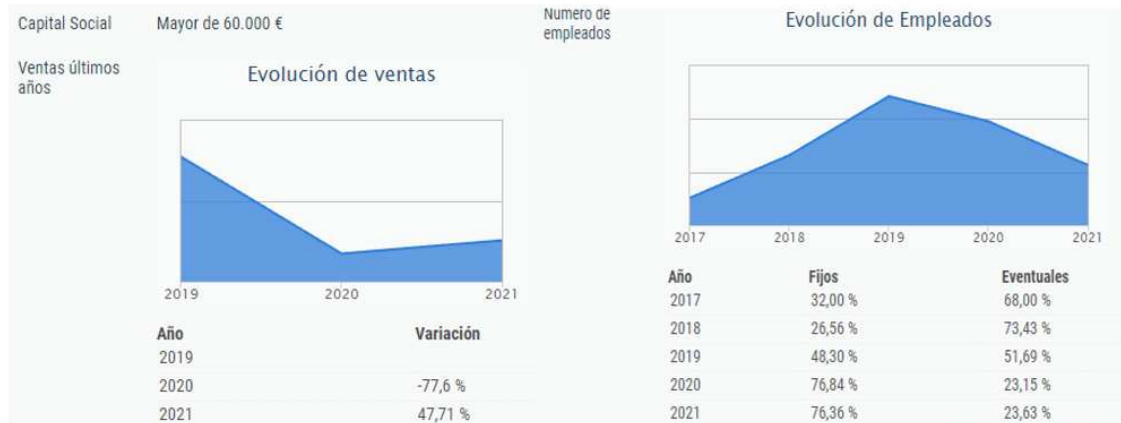 Capital Social Mayor de 60.000 €
Ventas últimos
años
Evolución de ventas
2019 2020 2021
Año Variación
2019
2020 -77,6 %
2021 47,71 %
Numero de
empleados
Evolución de Empleados
2017 2018 2019 2020 2021
Año Fijos Eventuales
2017 32,00 % 68,00 %
2018 26,56 % 73,43 %
2019 48,30 % 51,69 %
2020 76,84 % 23,15 %
2021 76,36 % 23,63 %